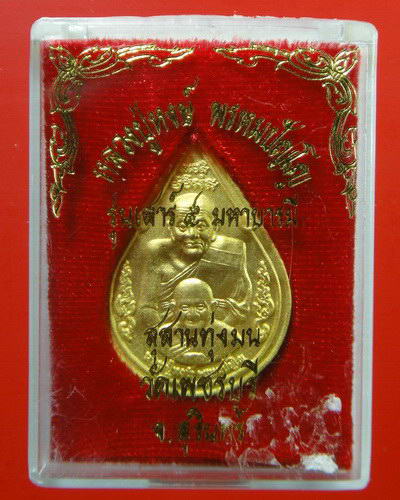 หลวงปู่หงษ์ พรหมปัญโญ
รุ่นเสาร์ ๕ มหาบารมี
สุสานทุ่งมน
วัดเพชรบุรี
จ.สุรินทร์